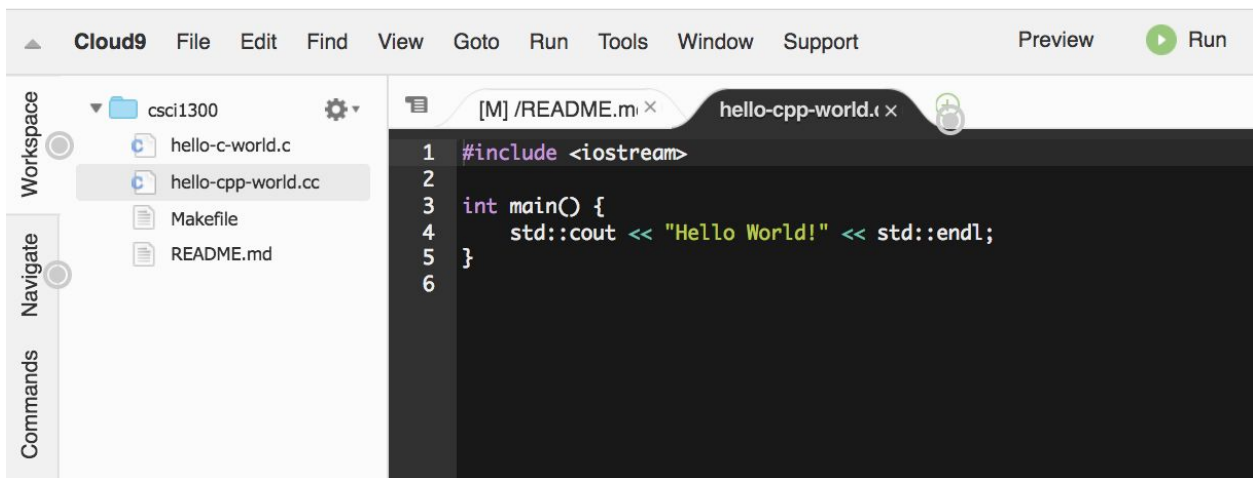 Cloud9 File Edit Find View Goto Run Tools Window Support Preview Run
Workspace
Navigate
Commands
csci1300
hello-c-world.c
hello-cpp-world.cc
Makefile
README.md
[M] /README.m × hello-cpp-world.c ×
1 #include <iostream>
2
3 int main() {
4 std::cout << "Hello World!" << std::endl;
5 }
6